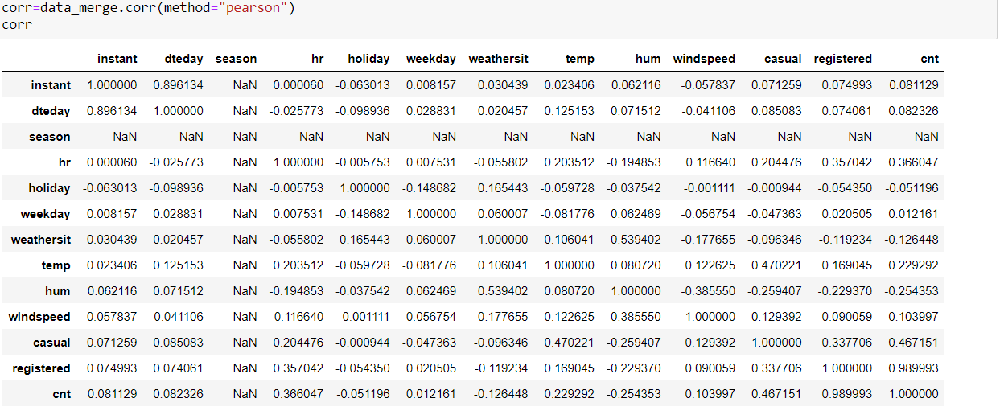 corr=data_merge.corr(method="pearson")
corr
instant dteday season hr holiday weekday weathersit temp hum windspeed casual registered cnt
instant 1.000000 0.896134 NaN 0.000060 -0.063013 0.008157 0.030439 0.023406 0.062116 -0.057837 0.071259 0.074993 0.081129
dteday 0.896134 1.000000 NaN -0.025773 -0.098936 0.028831 0.020457 0.125153 0.071512 -0.041106 0.085083 0.074061 0.082326
season NaN NaN NaN NaN NaN NaN NaN NaN NaN NaN NaN NaN NaN
hr 0.000060 -0.025773 NaN 1.000000 -0.005753 0.007531 -0.055802 0.203512 -0.194853 0.116640 0.204476 0.357042 0.366047
holiday -0.063013 -0.098936 NaN -0.005753 1.000000 -0.148682 0.165443 -0.059728 -0.037542 -0.001111 -0.000944 -0.054350 -0.051196
weekday 0.008157 0.028831 NaN 0.007531 -0.148682 1.000000 0.060007 -0.081776 0.062469 -0.056754 -0.047363 0.020505 0.012161
weathersit 0.030439 0.020457 NaN -0.055802 0.165443 0.060007 1.000000 0.106041 0.539402 -0.177655 -0.096346 -0.119234 -0.126448
temp 0.023406 0.125153 NaN 0.203512 -0.059728 -0.081776 0.106041 1.000000 0.080720 0.122625 0.470221 0.169045 0.229292
hum 0.062116 0.071512 NaN -0.194853 -0.037542 0.062469 0.539402 0.080720 1.000000 -0.385550 -0.259407 -0.229370 -0.254353
windspeed -0.057837 -0.041106 NaN 0.116640 -0.001111 -0.056754 -0.177655 0.122625 -0.385550 1.000000 0.129392 0.090059 0.103997
casual 0.071259 0.085083 NaN 0.204476 -0.000944 -0.047363 -0.096346 0.470221 -0.259407 0.129392 1.000000 0.337706 0.467151
registered 0.074993 0.074061 NaN 0.357042 -0.054350 0.020505 -0.119234 0.169045 -0.229370 0.090059 0.337706 1.000000 0.989993
cnt 0.081129 0.082326 NaN 0.366047 -0.051196 0.012161 -0.126448 0.229292 -0.254353 0.103997 0.467151 0.989993 1.000000